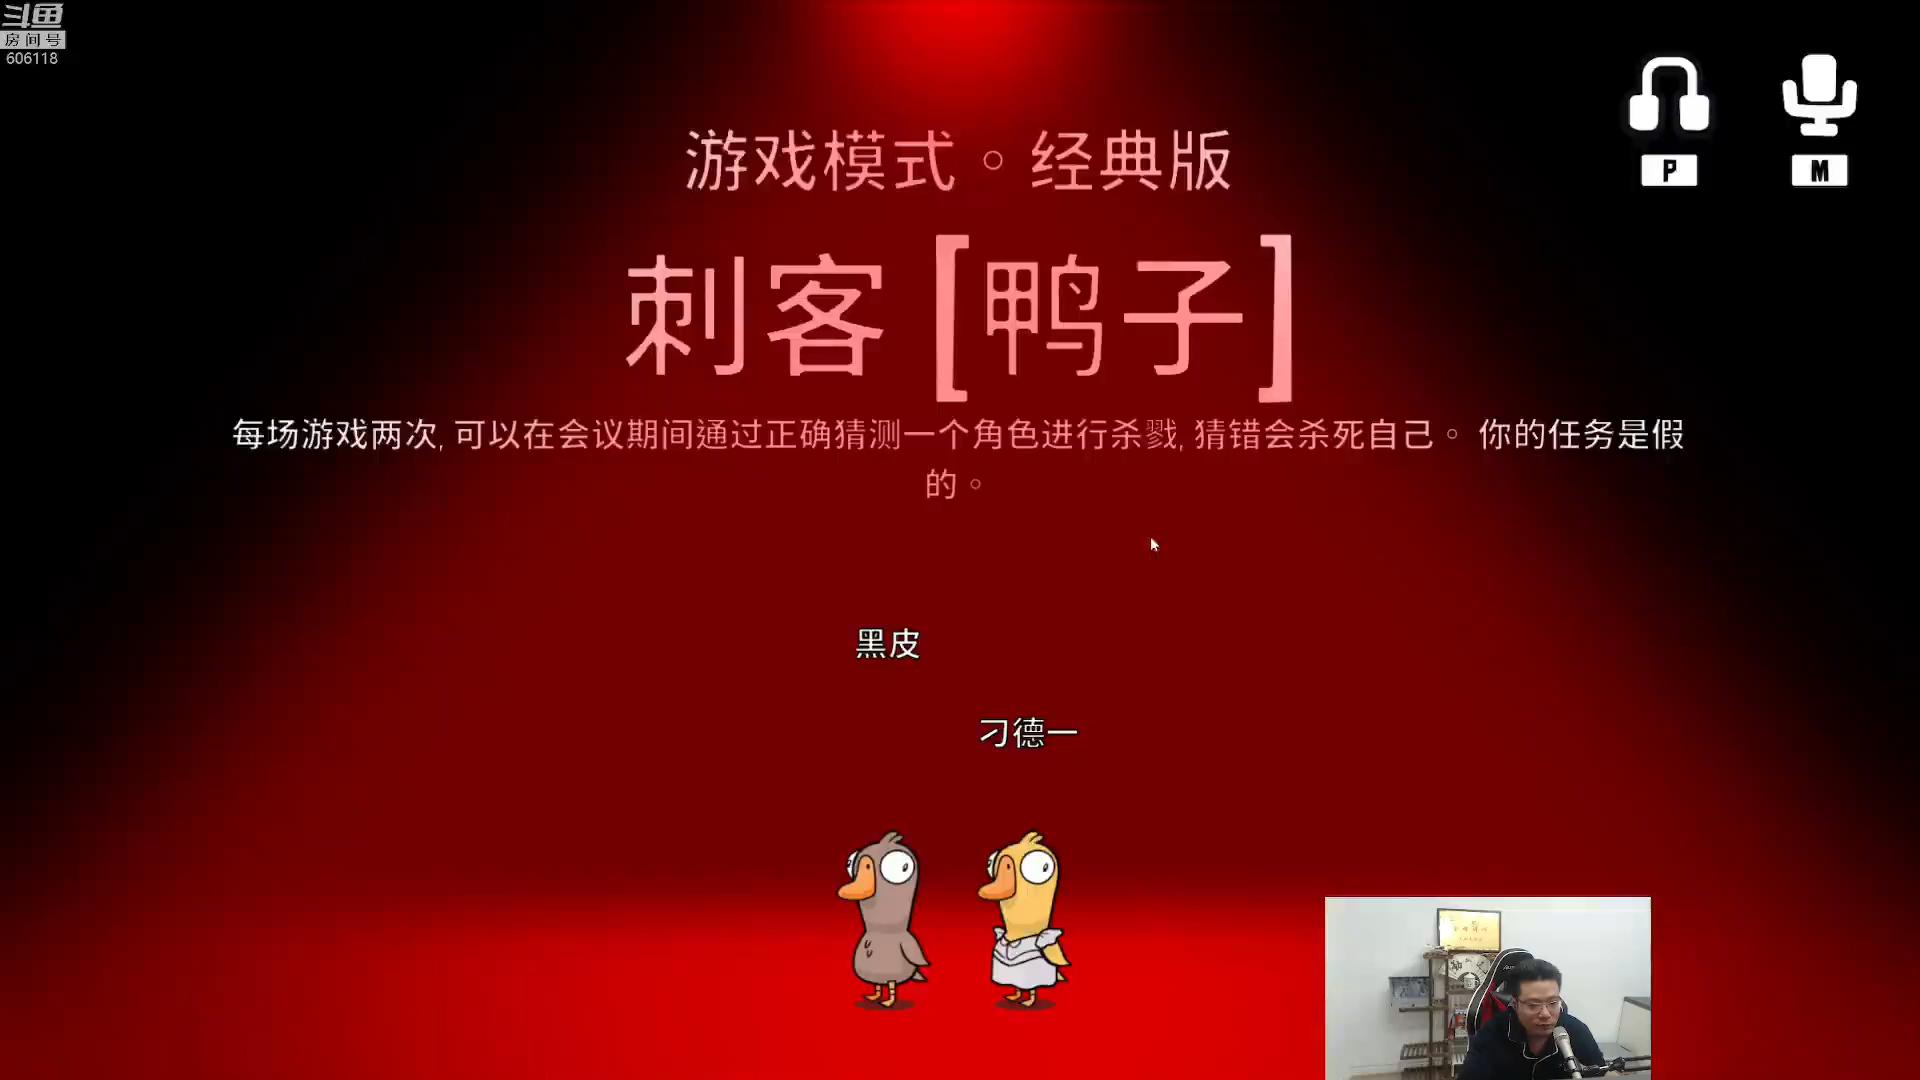 斗鱼
房间号
606118
P
M
游戏模式。经典版
刺客[鸭子]
每场游戏两次, 可以在会议期间通过正确猜测一个角色进行杀戮, 猜错会杀死自己。 你的任务是假
的。
黑皮
刁德一